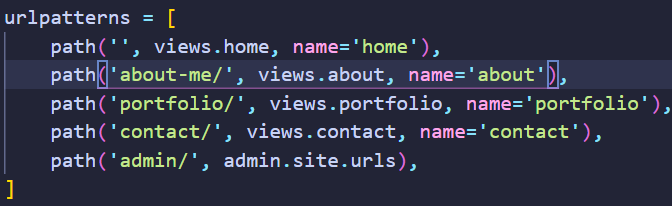 urlpatterns = [
    path('', views.home, name='home'),
    path('about-me/', views.about, name='about'),
    path('portfolio/', views.portfolio, name='portfolio'),
    path('contact/', views.contact, name='contact'),
    path('admin/', admin.site.urls),
]